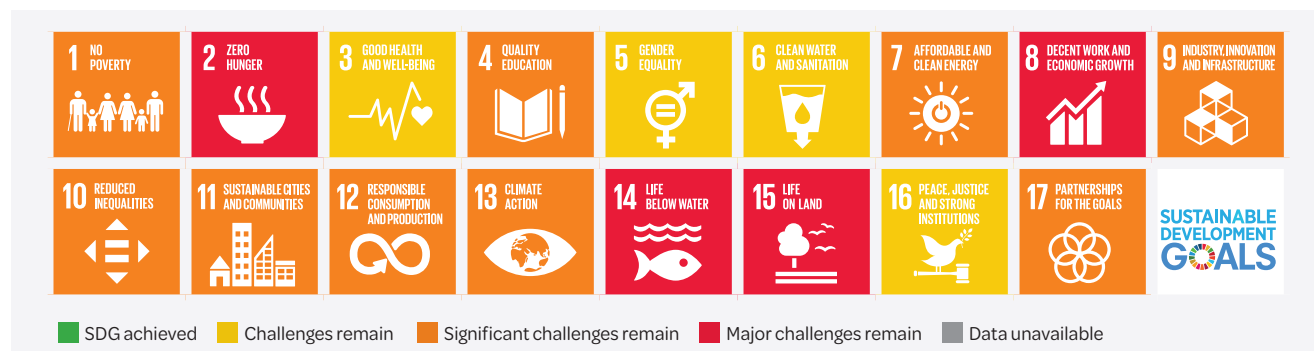 1 NO
POVERTY
2 ZERO
HUNGER
3 GOOD HEALTH
AND WELL-BEING
4 QUALITY
EDUCATION
5 GENDER
EQUALITY
6 CLEAN WATER
AND SANITATION
7 AFFORDABLE AND
CLEAN ENERGY
8 DECENT WORK AND
ECONOMIC GROWTH
9 INDUSTRY, INNOVATION
AND INFRASTRUCTURE
10 REDUCED
INEQUALITIES
11 SUSTAINABLE CITIES
AND COMMUNITIES
12 RESPONSIBLE
CONSUMPTION
AND PRODUCTION
13 CLIMATE
ACTION
14 LIFE
BELOW WATER
15 LIFE
ON LAND
16 PEACE, JUSTICE
AND STRONG
INSTITUTIONS
17 PARTNERSHIPS
FOR THE GOALS
SUSTAINABLE
DEVELOPMENT
GOALS
SDG achieved
Challenges remain
Significant challenges remain
Major challenges remain
Data unavailable